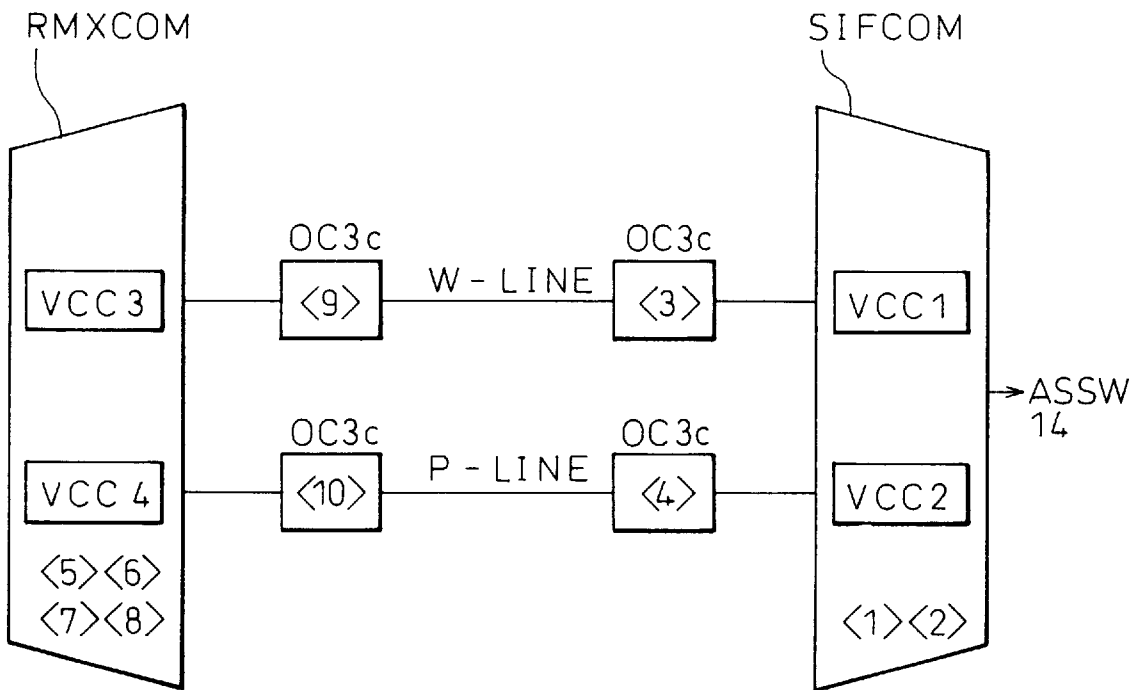 RMXCOM
SIFCOM
OC3c
OC3c
VCC3
〈9〉
W-LINE
〈3〉
VCC1
ASSW
14
OC3c
OC3c
VCC4
〈10〉
P-LINE
〈4〉
VCC2
〈5〉〈6〉
〈7〉〈8〉
〈1〉〈2〉